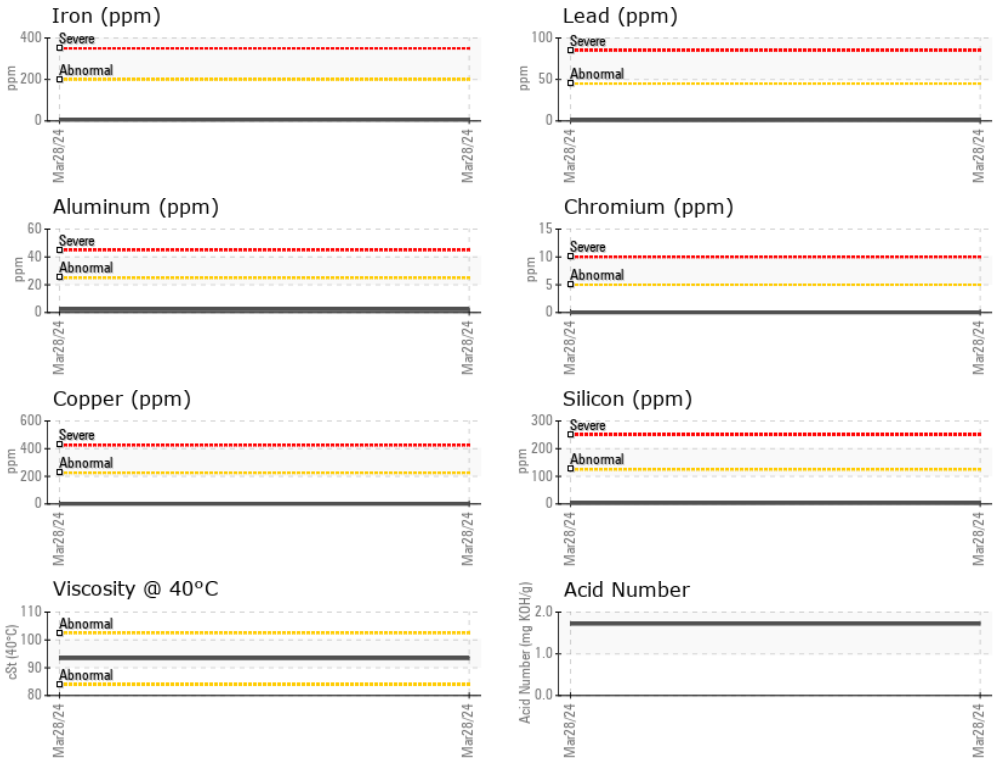 Iron (ppm)
400
200
0
ppm
Severe
Abnormal
Mar28/24
Mar28/24
Lead (ppm)
100
50
0
ppm
Severe
Abnormal
Mar28/24
Mar28/24
Aluminum (ppm)
60
40
20
0
ppm
Severe
Abnormal
Mar28/24
Mar28/24
Chromium (ppm)
15
10
5
0
ppm
Severe
Abnormal
Mar28/24
Mar28/24
Copper (ppm)
600
400
200
0
ppm
Severe
Abnormal
Mar28/24
Mar28/24
Silicon (ppm)
300
200
100
0
ppm
Severe
Abnormal
Mar28/24
Mar28/24
Viscosity @ 40°C
110
100
90
80
cSt (40°C)
Abnormal
Abnormal
Mar28/24
Mar28/24
Acid Number
2.0
1.0
0.0
Acid Number (mg KOH/g)
Mar28/24
Mar28/24